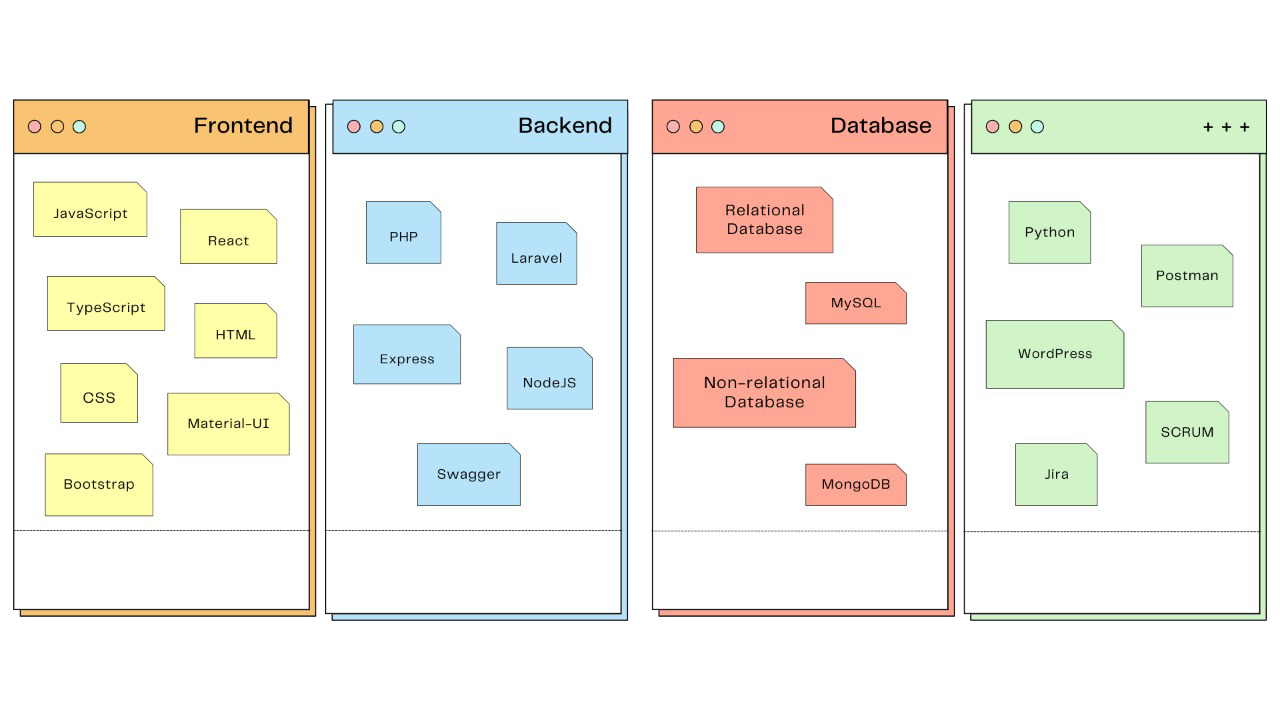 Frontend
JavaScript
React
TypeScript
HTML
CSS
Material-UI
Bootstrap
Backend
PHP
Laravel
Express
NodeJS
Swagger
Database
Relational
Database
MySQL
Non-relational
Database
MongoDB
+ + +
Python
Postman
WordPress
SCRUM
Jira